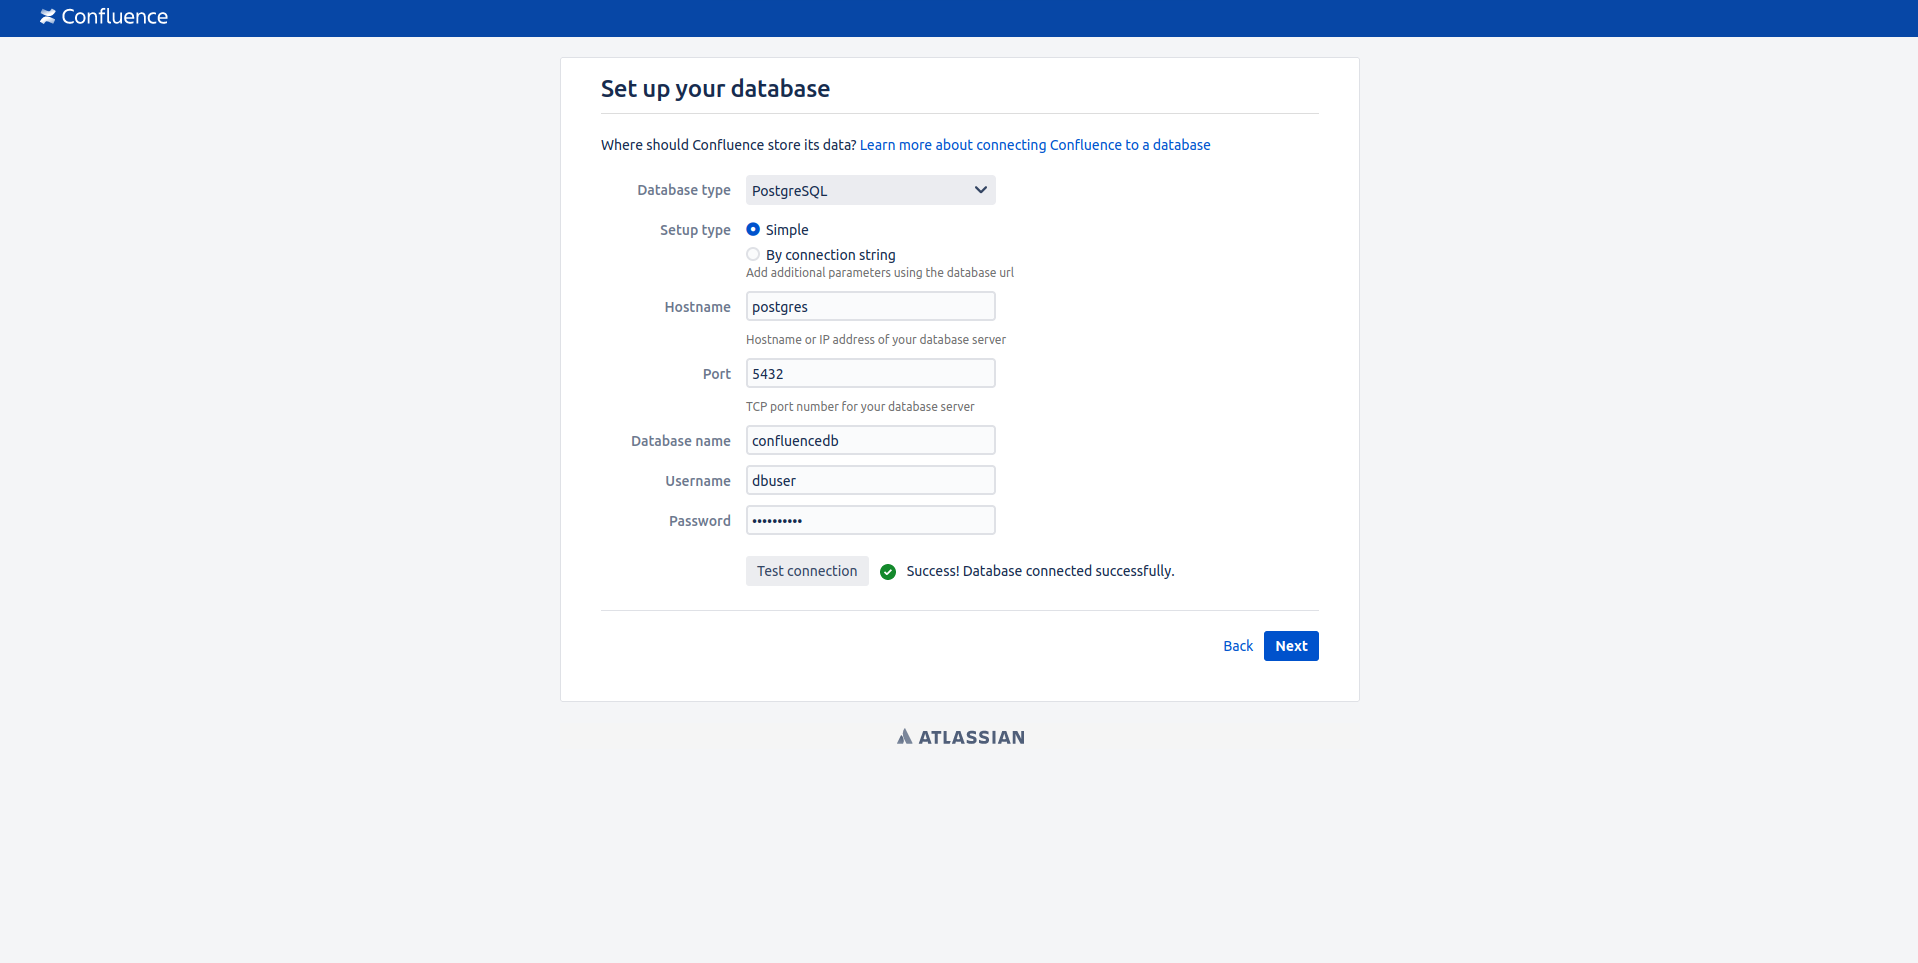 Confluence
Set up your database
Where should Confluence store its data? Learn more about connecting Confluence to a database
Database type PostgreSQL
Setup type Simple
By connection string
Add additional parameters using the database url
Hostname postgres
Hostname or IP address of your database server
Port 5432
TCP port number for your database server
Database name confluencedb
Username dbuser
Password ••••••••••
Test connection Success! Database connected successfully.
Back Next
ATLASSIAN